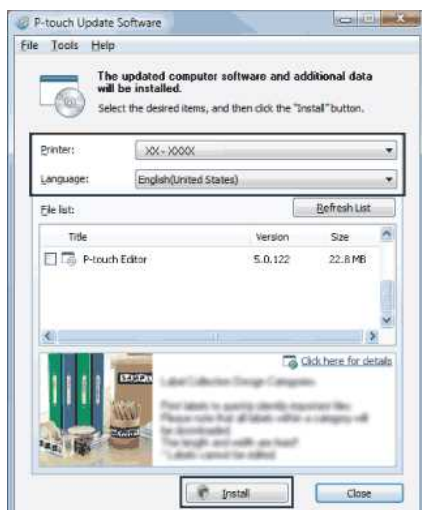 P-touch Update Software
File Tools Help
The updated computer software and additional data
will be installed.
Select the desired items, and then click the "Install" button.
Printer: XX-XXXX
Language: English(United States)
File list: Refresh List
Title Version Size
P-touch Editor 5.0.122 22.8 MB
Click here for details
Label Collection Design Categories
Install Close